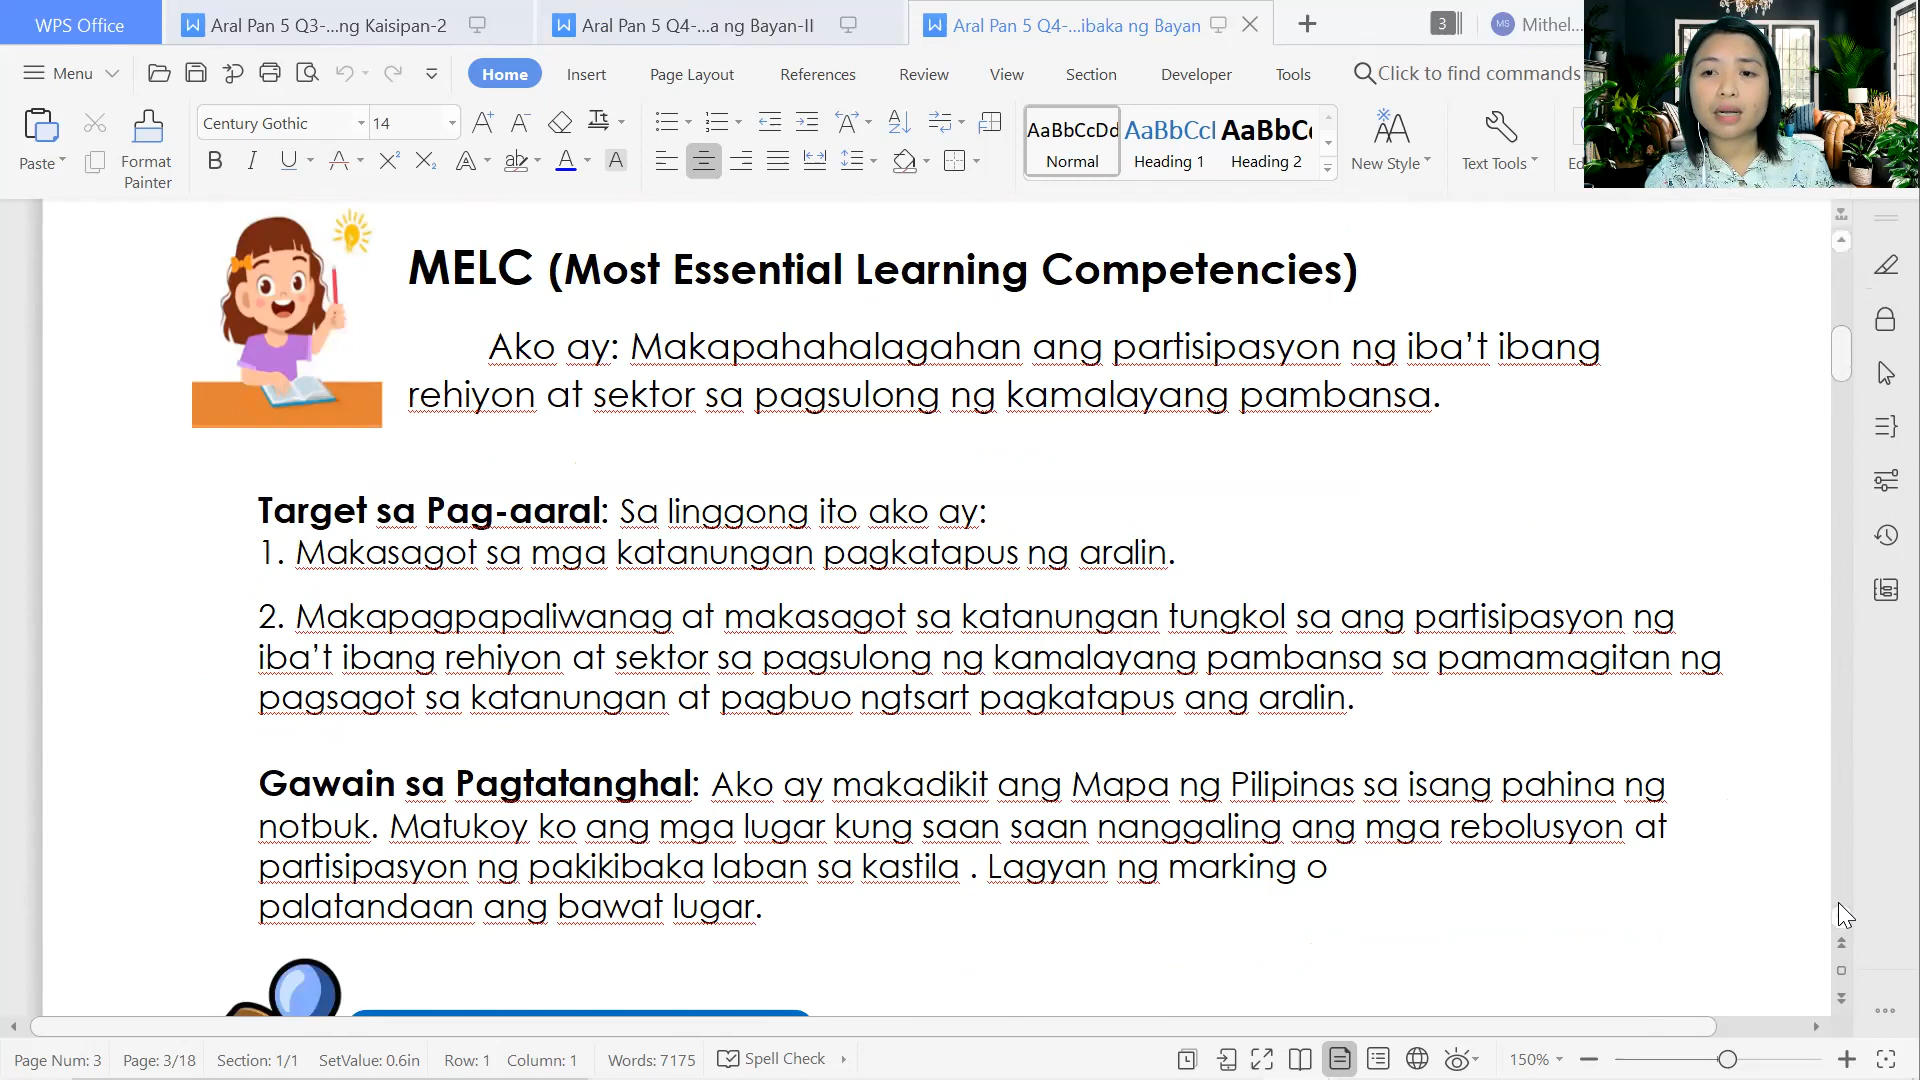 WPS Office
Aral Pan 5 Q3-...ng Kaisipan-2
Aral Pan 5 Q4-...a ng Bayan-II
Aral Pan 5 Q4-...ibaka ng Bayan
3
MS
Mithel...
Menu
Home
Insert
Page Layout
References
Review
View
Section
Developer
Tools
Click to find commands
Paste
Format
Painter
Century Gothic
14
AaBbCcDd
Normal
AaBbCcI
Heading 1
AaBbCc
Heading 2
New Style
Text Tools
MELC (Most Essential Learning Competencies)
Ako ay: Makapahahalagahan ang partisipasyon ng iba't ibang
rehiyon at sektor sa pagsulong ng kamalayang pambansa.
Target sa Pag-aaral: Sa linggong ito ako ay:
1. Makasagot sa mga katanungan pagkatapus ng aralin.
2. Makapagpapaliwanag at makasagot sa katanungan tungkol sa ang partisipasyon ng
iba't ibang rehiyon at sektor sa pagsulong ng kamalayang pambansa sa pamamagitan ng
pagsagot sa katanungan at pagbuo ngtsart pagkatapus ang aralin.
Gawain sa Pagtatanghal: Ako ay makadikit ang Mapa ng Pilipinas sa isang pahina ng
notbuk. Matukoy ko ang mga lugar kung saan saan nanggaling ang mga rebolusyon at
partisipasyon ng pakikibaka laban sa kastila . Lagyan ng marking o
palatandaan ang bawat lugar.
Page Num: 3
Page: 3/18
Section: 1/1
SetValue: 0.6in
Row: 1
Column: 1
Words: 7175
Spell Check
150%